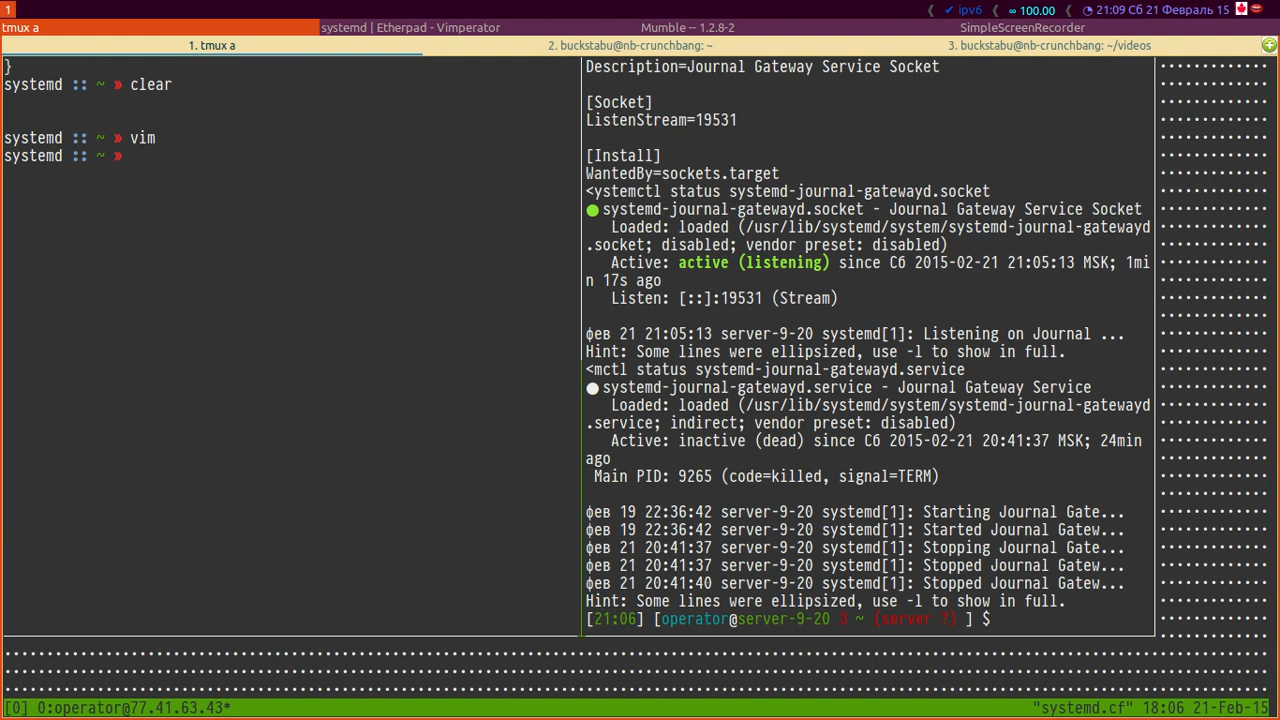 1
✔ ipv6
∞ 100.00
21:09 Сб 21 Февраль 15
tmux a
systemd | Etherpad - Vimperator
Mumble -- 1.2.8-2
SimpleScreenRecorder
1. tmux a
2. buckstabu@nb-crunchbang: ~
3. buckstabu@nb-crunchbang: ~/videos
}
systemd :: ~ » clear
systemd :: ~ » vim
systemd :: ~ »
Description=Journal Gateway Service Socket
[Socket]
ListenStream=19531
[Install]
WantedBy=sockets.target
<ystemctl status systemd-journal-gatewayd.socket
● systemd-journal-gatewayd.socket - Journal Gateway Service Socket
Loaded: loaded (/usr/lib/systemd/system/systemd-journal-gatewayd
.socket; disabled; vendor preset: disabled)
Active: active (listening) since Сб 2015-02-21 21:05:13 MSK; 1mi
n 17s ago
Listen: [::]:19531 (Stream)
фев 21 21:05:13 server-9-20 systemd[1]: Listening on Journal ...
Hint: Some lines were ellipsized, use -l to show in full.
<mctl status systemd-journal-gatewayd.service
● systemd-journal-gatewayd.service - Journal Gateway Service
Loaded: loaded (/usr/lib/systemd/system/systemd-journal-gatewayd
.service; indirect; vendor preset: disabled)
Active: inactive (dead) since Сб 2015-02-21 20:41:37 MSK; 24min
ago
Main PID: 9265 (code=killed, signal=TERM)
фев 19 22:36:42 server-9-20 systemd[1]: Starting Journal Gate...
фев 19 22:36:42 server-9-20 systemd[1]: Started Journal Gatew...
фев 21 20:41:37 server-9-20 systemd[1]: Stopping Journal Gate...
фев 21 20:41:37 server-9-20 systemd[1]: Stopped Journal Gatew...
фев 21 20:41:40 server-9-20 systemd[1]: Stopped Journal Gatew...
Hint: Some lines were ellipsized, use -l to show in full.
[21:06] [operator@server-9-20 3 ~ (server ?) ] $
[0] 0:operator@77.41.63.43*
"systemd.cf" 18:06 21-Feb-15